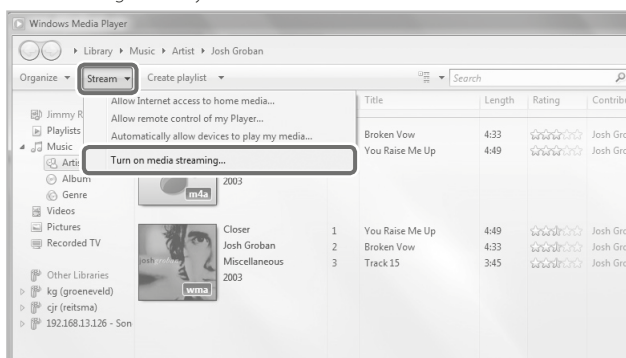 Windows Media Player
Library Music Artist Josh Groban
Organize Stream Create playlist Search
Allow Internet access to home media...
Allow remote control of my Player...
Automatically allow devices to play my media...
Turn on media streaming...
Title Length Rating
Jimmy R
Playlists
Music
Album
Genre
Videos
Pictures
Recorded TV
Other Libraries
kg (groeneveld)
cjr (reitsma)
192.168.13.126 - Son
Broken Vow 4:33 Josh Gro
You Raise Me Up 4:49 Josh Gro
2003
m4a
Closer 1 You Raise Me Up 4:49 Josh Gro
Josh Groban 2 Broken Vow 4:33 Josh Gro
Miscellaneous 3 Track 15 3:45 Josh Gro
2003
wma